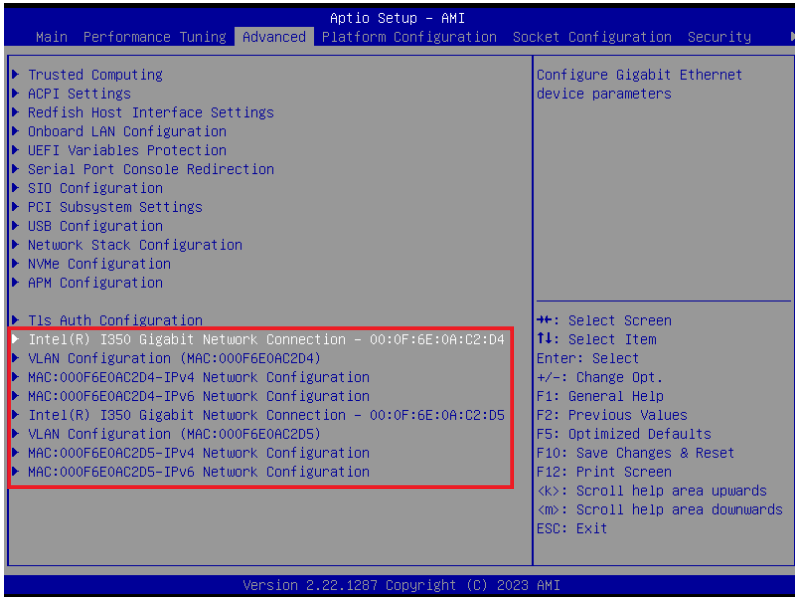 Aptio Setup – AMI
Main Performance Tuning Advanced Platform Configuration Socket Configuration Security
Trusted Computing
ACPI Settings
Redfish Host Interface Settings
Onboard LAN Configuration
UEFI Variables Protection
Serial Port Console Redirection
SIO Configuration
PCI Subsystem Settings
USB Configuration
Network Stack Configuration
NVMe Configuration
APM Configuration
Tls Auth Configuration
Intel(R) I350 Gigabit Network Connection – 00:0F:6E:0A:C2:D4
VLAN Configuration (MAC:000F6E0AC2D4)
MAC:000F6E0AC2D4-IPv4 Network Configuration
MAC:000F6E0AC2D4-IPv6 Network Configuration
Intel(R) I350 Gigabit Network Connection – 00:0F:6E:0A:C2:D5
VLAN Configuration (MAC:000F6E0AC2D5)
MAC:000F6E0AC2D5-IPv4 Network Configuration
MAC:000F6E0AC2D5-IPv6 Network Configuration
Configure Gigabit Ethernet
device parameters
→←: Select Screen
↑↓: Select Item
Enter: Select
+/-: Change Opt.
F1: General Help
F2: Previous Values
F5: Optimized Defaults
F10: Save Changes & Reset
F12: Print Screen
<k>: Scroll help area upwards
<m>: Scroll help area downwards
ESC: Exit
Version 2.22.1287 Copyright (C) 2023 AMI